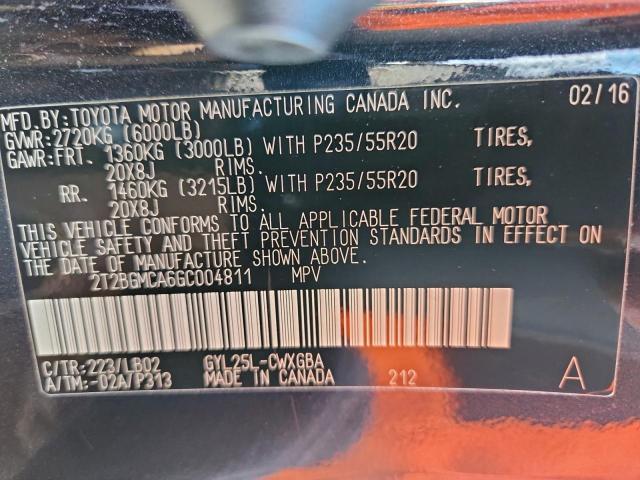 MFD.BY:TOYOTA MOTOR MANUFACTURING CANADA INC. 02/16
GVWR:2720KG (6000LB)
GAWR:FRT. 1360KG (3000LB) WITH P235/55R20 TIRES,
20X8J RIMS.
RR. 1460KG (3215LB) WITH P235/55R20 TIRES,
20X8J RIMS.
THIS VEHICLE CONFORMS TO ALL APPLICABLE FEDERAL MOTOR
VEHICLE SAFETY AND THEFT PREVENTION STANDARDS IN EFFECT ON
THE DATE OF MANUFACTURE SHOWN ABOVE.
2T2BGMCA6GC004811 MPV
C/TR:223/LB02 GYL25L-CWXGBA
A/TM:-02A/P313 MADE IN CANADA 212 A